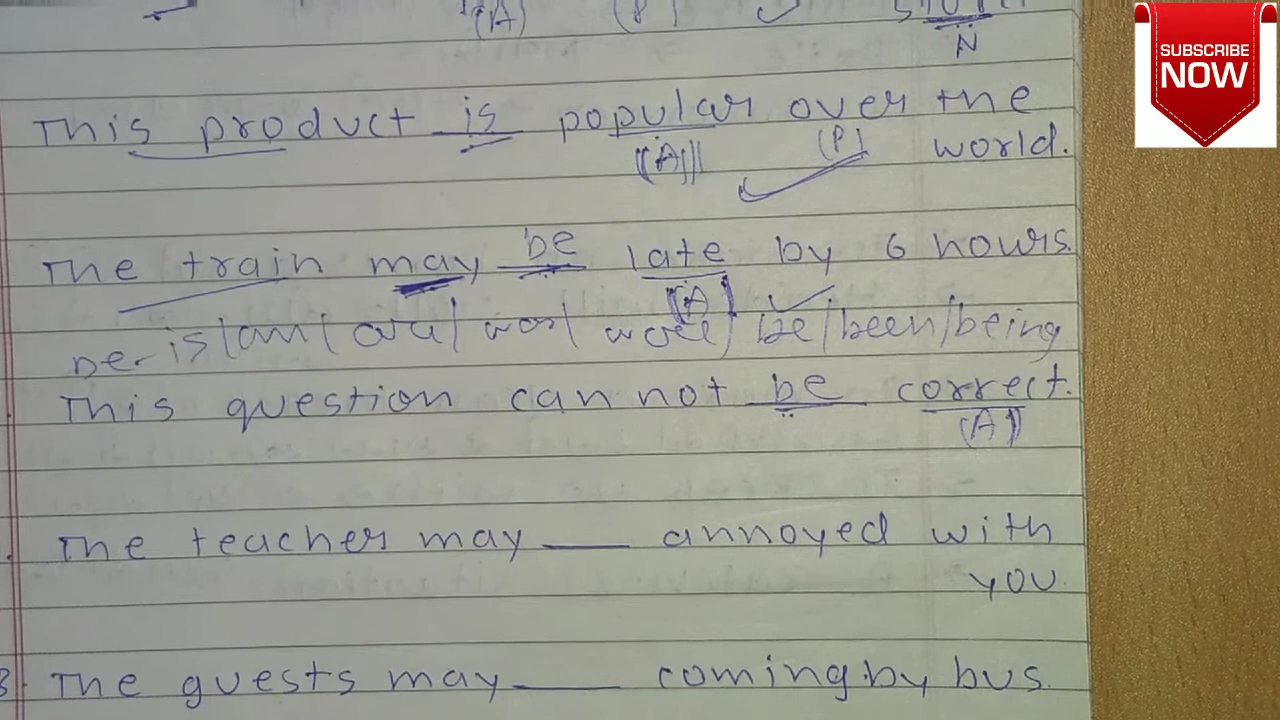 (A) (P)
N
SUBSCRIBE
NOW
This product is popular over the
(A) (P) world.
The train may be late by 6 hours.
(A)
be- is/am/are/was/were/be/been/being
This question can not be correct.
(A)
The teacher may ___ annoyed with
you.
3. The guests may ___ coming by bus.